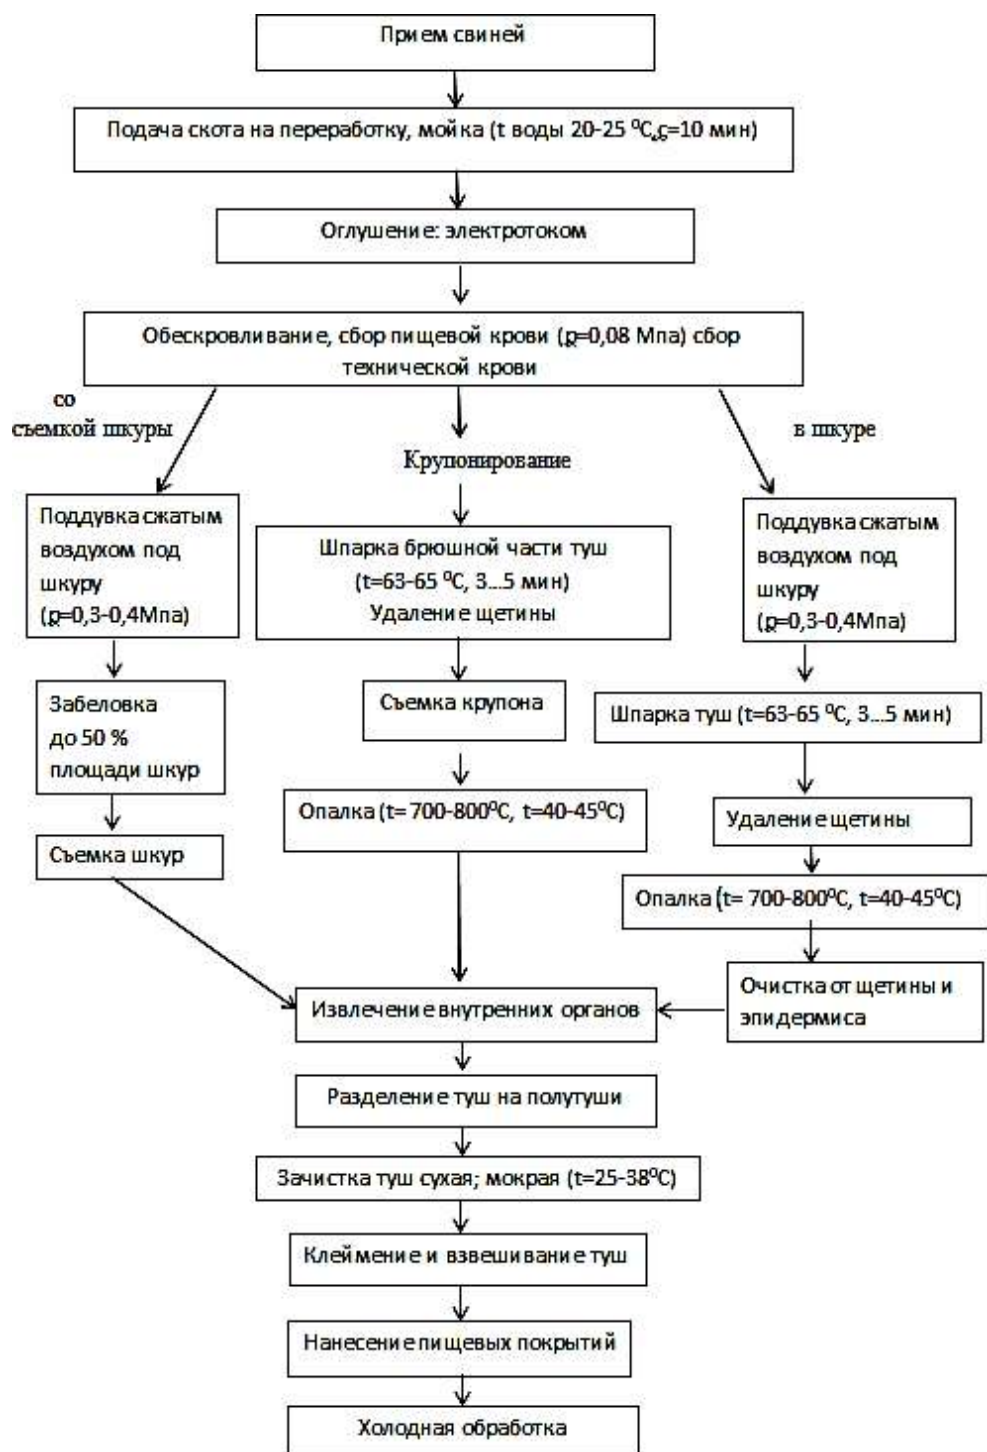 Прием свиней
Подача скота на переработку, мойка (t воды 20-25 ⁰С,ς=10 мин)
Оглушение: электротоком
Обескровливание, сбор пищевой крови (p=0,08 Мпа) сбор
технической крови
со
съемкой шкуры
Крупонирование
в шкуре
Поддувка сжатым
воздухом под
шкуру
(p=0,3-0,4Мпа)
Шпарка брюшной части туш
(t=63-65 ⁰С, 3...5 мин)
Удаление щетины
Поддувка сжатым
воздухом под
шкуру
(p=0,3-0,4Мпа)
Забеловка
до 50 %
площади шкур
Съемка крупона
Шпарка туш (t=63-65 ⁰С, 3...5 мин)
Съемка шкур
Опалка (t= 700-800⁰С, t=40-45⁰С)
Удаление щетины
Опалка (t= 700-800⁰С, t=40-45⁰С)
Извлечение внутренних органов
Очистка от щетины и
эпидермиса
Разделение туш на полутуши
Зачистка туш сухая; мокрая (t=25-38⁰С)
Клеймение и взвешивание туш
Нанесение пищевых покрытий
Холодная обработка